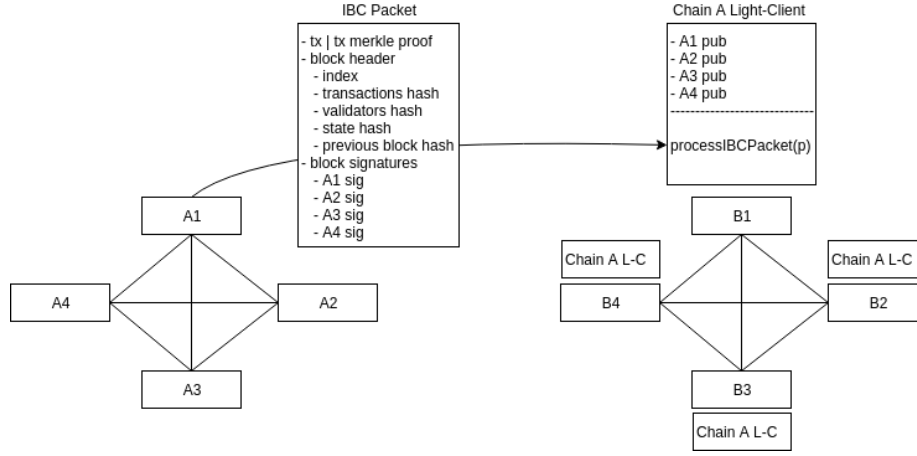 IBC Packet
- tx | tx merkle proof
- block header
- index
- transactions hash
- validators hash
- state hash
- previous block hash
- block signatures
- A1 sig
- A2 sig
- A3 sig
- A4 sig
Chain A Light-Client
- A1 pub
- A2 pub
- A3 pub
- A4 pub
processIBCPacket(p)
A1
A4
A2
A3
B1
Chain A L-C
Chain A L-C
B4
B2
B3
Chain A L-C